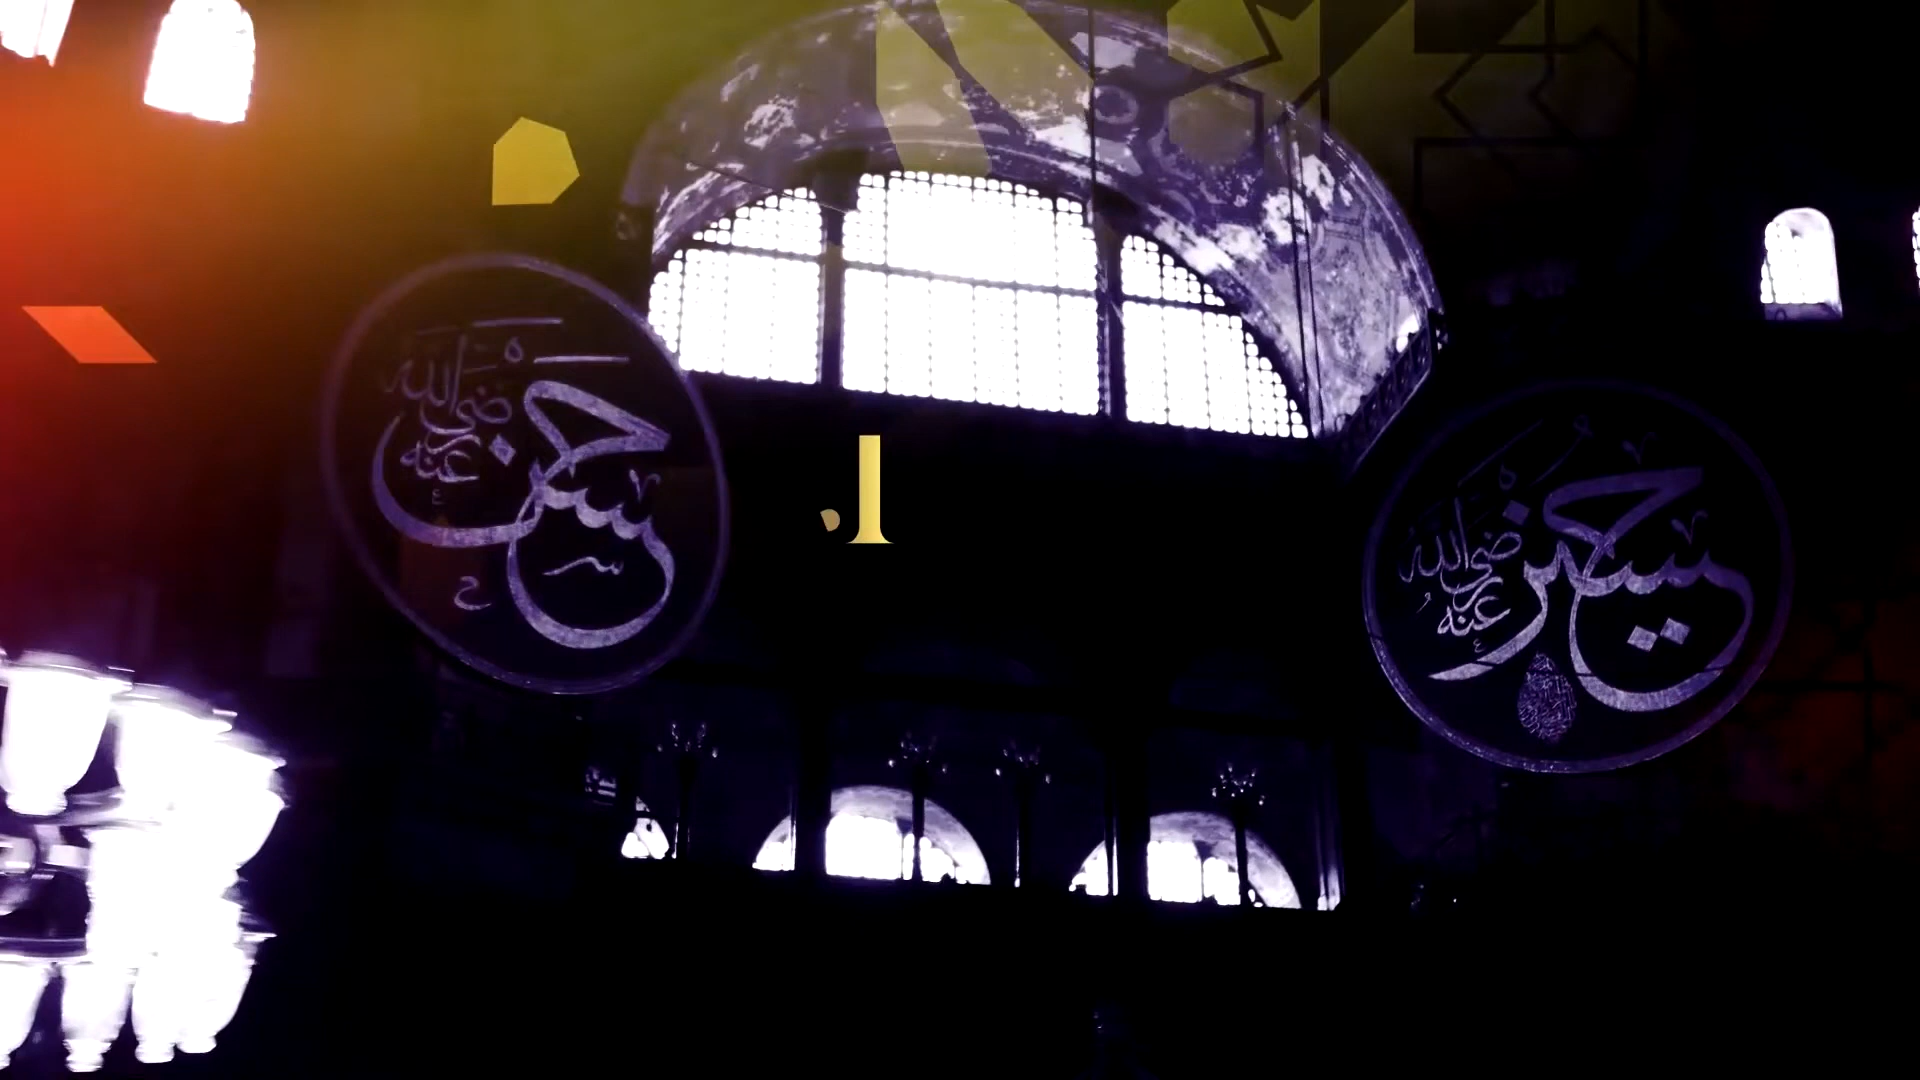 حسن
رضي الله عنه
حسين
رضي الله عنه